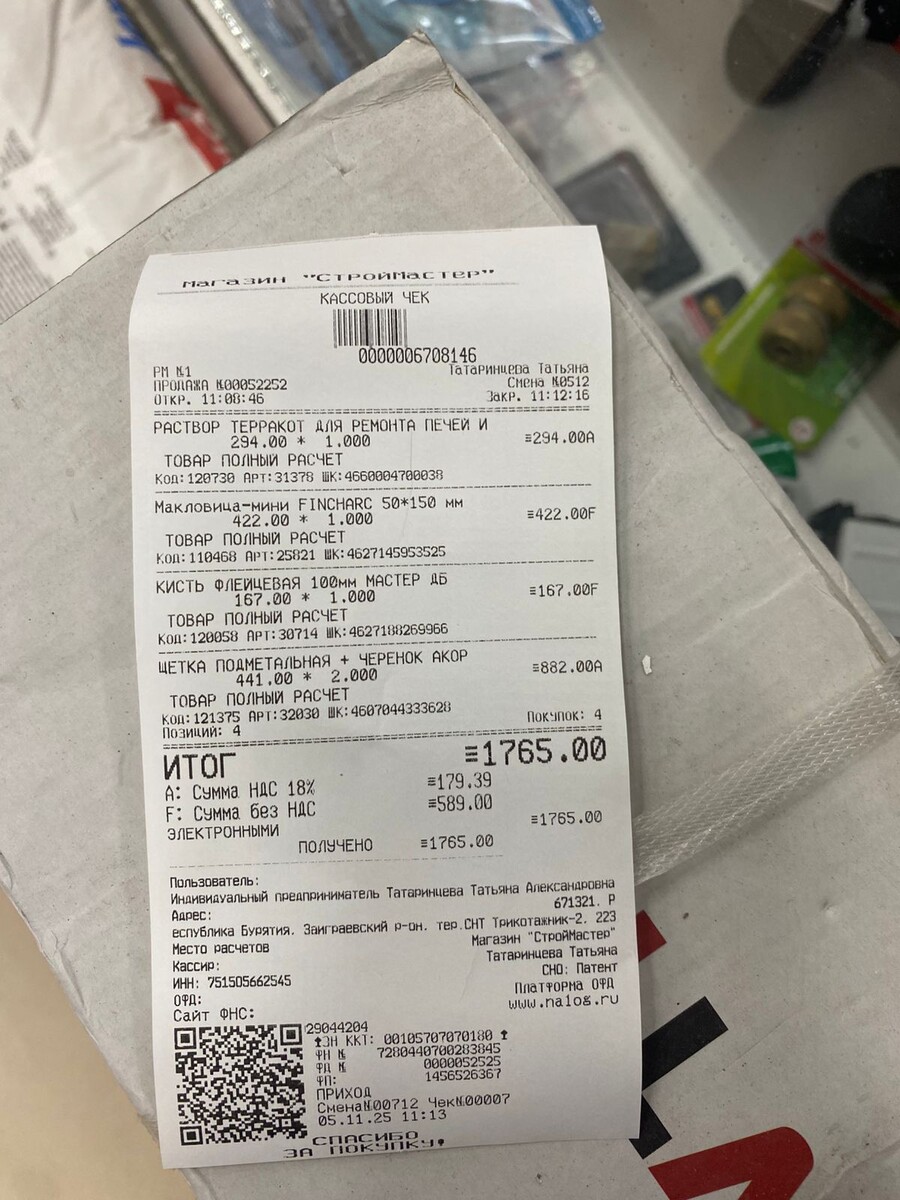 магазин "СТРОЙМАСТЕР"
КАССОВЫЙ ЧЕК
0000006708146
РМ №1 Татаринцева Татьяна
ПРОДАЖА №00052252 Смена №0512
ОТКР. 11:08:46 Закр. 11:12:16
РАСТВОР ТЕРРАКОТ ДЛЯ РЕМОНТА ПЕЧЕЙ И
294.00 * 1.000 ≡294.00А
ТОВАР ПОЛНЫЙ РАСЧЕТ
Код:120730 АРТ:31378 ШК:4660004700038
Макловица-мини FINCHARC 50*150 мм
422.00 * 1.000 ≡422.00F
ТОВАР ПОЛНЫЙ РАСЧЕТ
Код:110468 АРТ:25821 ШК:4627145953525
КИСТЬ ФЛЕЙЦЕВАЯ 100мм МАСТЕР ДБ
167.00 * 1.000 ≡167.00F
ТОВАР ПОЛНЫЙ РАСЧЕТ
Код:120058 АРТ:30714 ШК:4627188269966
ЩЕТКА ПОДМЕТАЛЬНАЯ + ЧЕРЕНОК АКОР
441.00 * 2.000 ≡882.00А
ТОВАР ПОЛНЫЙ РАСЧЕТ
Код:121375 АРТ:32030 ШК:4607044333628
Позиций: 4 Покупок: 4
ИТОГ ≡1765.00
А: Сумма НДС 18% ≡179.39
F: Сумма без НДС ≡589.00
ЭЛЕКТРОННЫМИ ≡1765.00
ПОЛУЧЕНО ≡1765.00
Пользователь:
Индивидуальный предприниматель Татаринцева Татьяна Александровна
Адрес: 671321, Р
еспублика Бурятия, Заиграевский р-он, тер.СНТ Трикотажник-2, 223
Место расчетов Магазин "СтройМастер"
Кассир: Татаринцева Татьяна
ИНН: 751505662545 СНО: Патент
ОФД: Платформа ОФД
Сайт ФНС: www.nalog.ru
29044204
ЗН ККТ: 00105707070180
ФН № 7280440700283845
ФД № 0000052525
ФП: 1456526367
ПРИХОД
Смена№00712 Чек№00007
05.11.25 11:13
СПАСИБО
ЗА ПОКУПКУ!